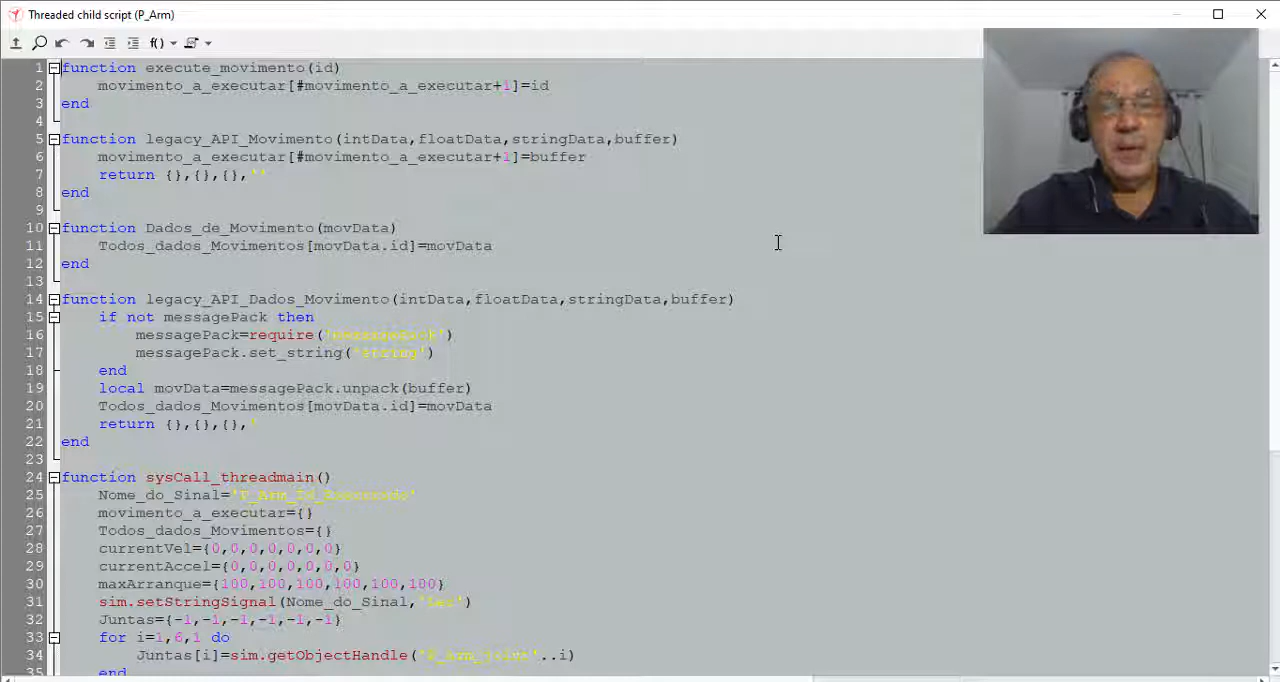 Threaded child script (P_Arm)
f()
1 function execute_movimento(id)
2 movimento_a_executar[#movimento_a_executar+1]=id
3 end
4
5 function legacy_API_Movimento(intData,floatData,stringData,buffer)
6 movimento_a_executar[#movimento_a_executar+1]=buffer
7 return {},{},{},''
8 end
9
10 function Dados_de_Movimento(movData)
11 Todos_dados_Movimentos[movData.id]=movData
12 end
13
14 function legacy_API_Dados_Movimento(intData,floatData,stringData,buffer)
15 if not messagePack then
16 messagePack=require('messagePack')
17 messagePack.set_string('string')
18 end
19 local movData=messagePack.unpack(buffer)
20 Todos_dados_Movimentos[movData.id]=movData
21 return {},{},{},'
22 end
23
24 function sysCall_threadmain()
25 Nome_do_Sinal='P_Arm_Id_Executado'
26 movimento_a_executar={}
27 Todos_dados_Movimentos={}
28 currentVel={0,0,0,0,0,0,0}
29 currentAccel={0,0,0,0,0,0,0}
30 maxArranque={100,100,100,100,100,100}
31 sim.setStringSignal(Nome_do_Sinal,' ')
32 Juntas={-1,-1,-1,-1,-1,-1}
33 for i=1,6,1 do
34 Juntas[i]=sim.getObjectHandle('P_Arm_joint'..i)
35 end